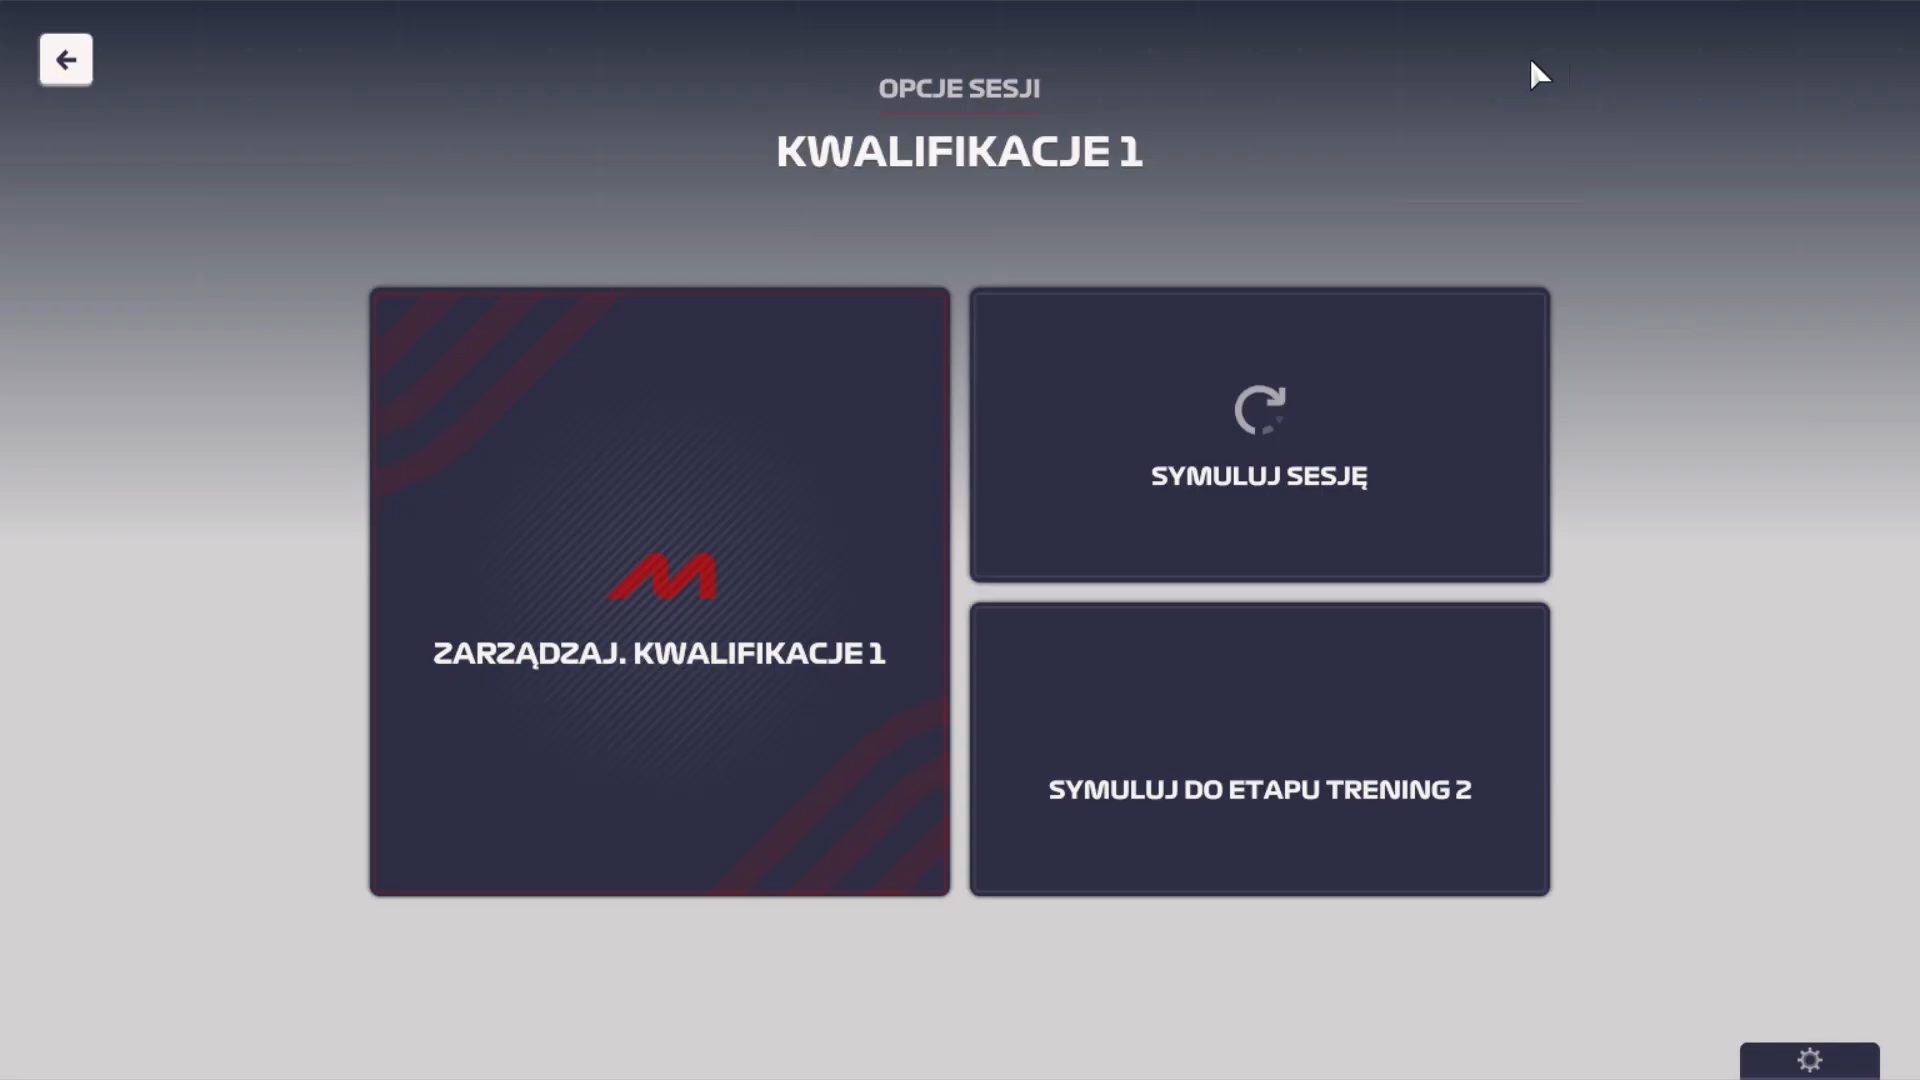 OPCJE SESJI
KWALIFIKACJE 1
ZARZĄDZAJ. KWALIFIKACJE 1
SYMULUJ SESJĘ
SYMULUJ DO ETAPU TRENING 2